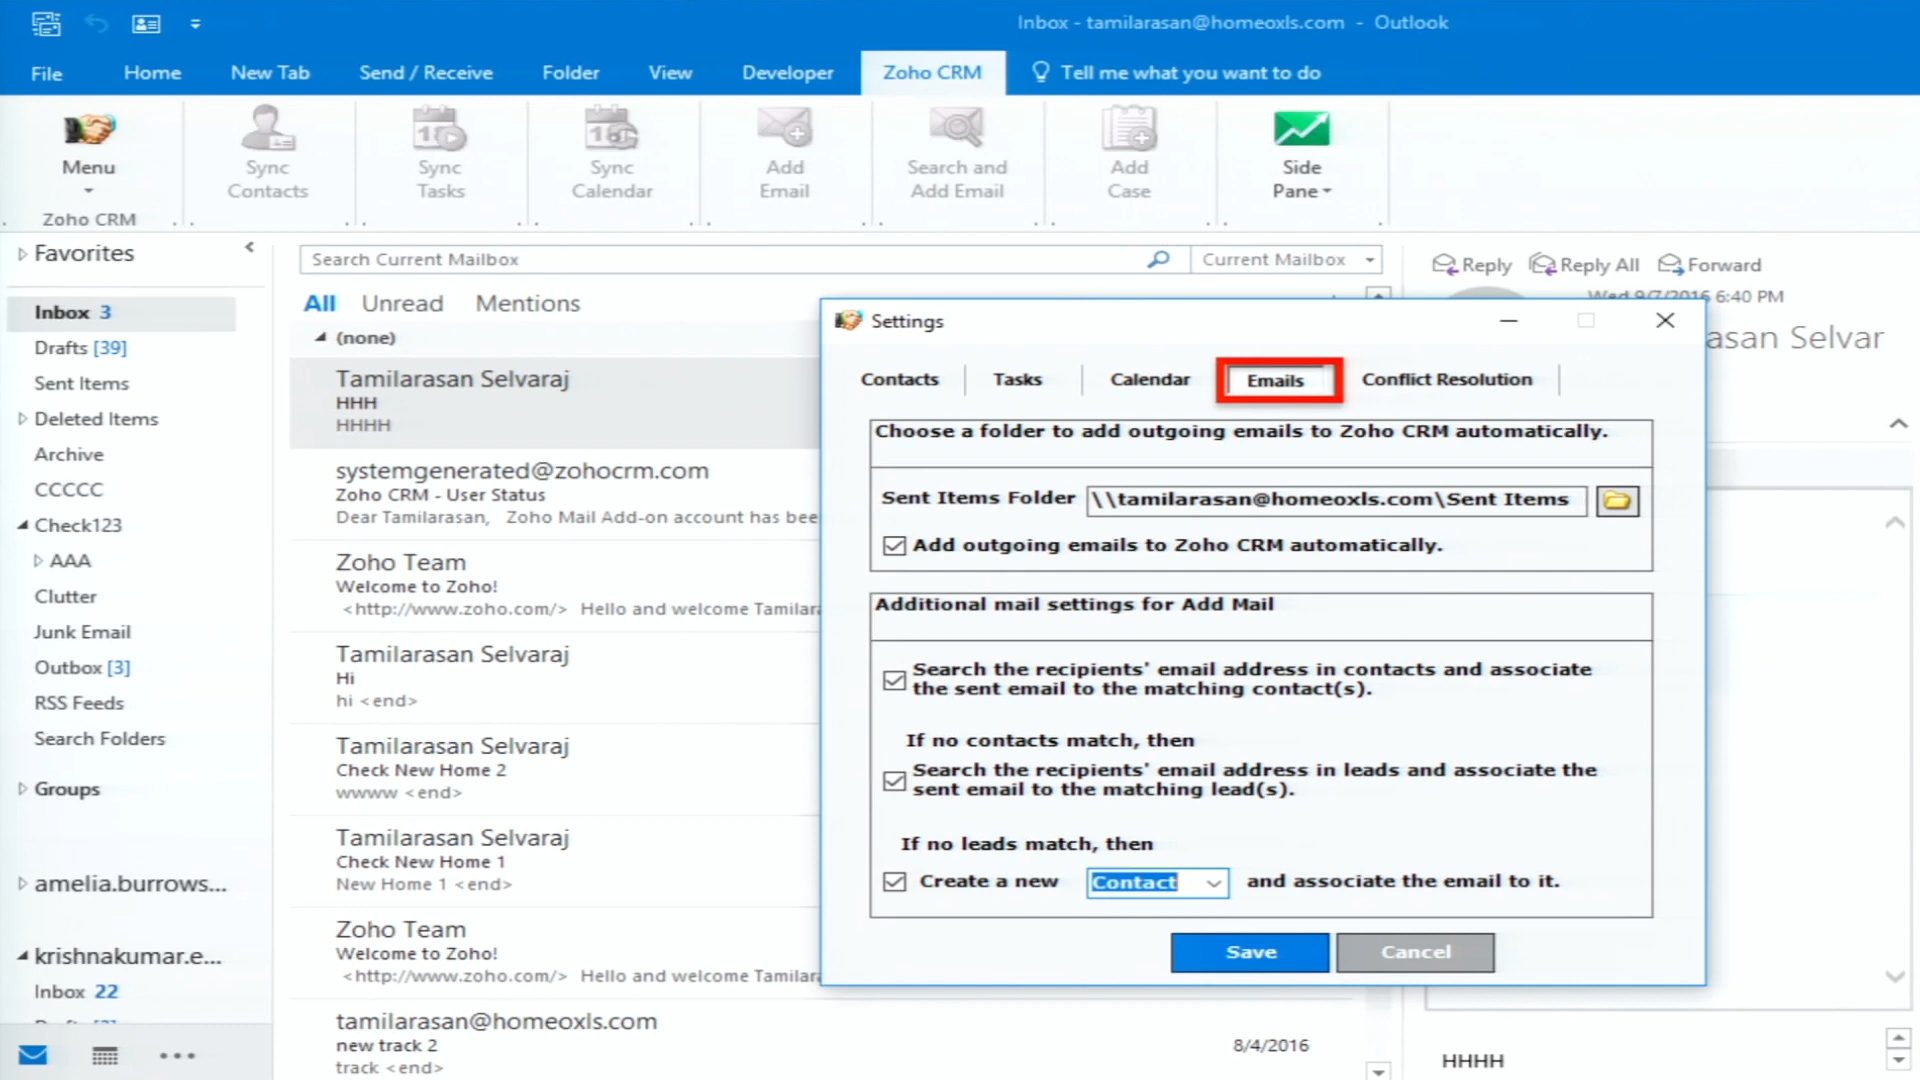 Inbox - tamilarasan@homeoxls.com - Outlook
File Home New Tab Send / Receive Folder View Developer Zoho CRM Tell me what you want to do
Menu
Zoho CRM
Sync
Contacts
Sync
Tasks
Sync
Calendar
Add
Email
Search and
Add Email
Add
Case
Side
Pane
Favorites
Inbox 3
Drafts [39]
Sent Items
Deleted Items
Archive
CCCCC
Check123
AAA
Clutter
Junk Email
Outbox [3]
RSS Feeds
Search Folders
Groups
amelia.burrows...
krishnakumar.e...
Inbox 22
Search Current Mailbox
Current Mailbox
All Unread Mentions
(none)
Tamilarasan Selvaraj
HHH
HHHH
systemgenerated@zohocrm.com
Zoho CRM - User Status
Dear Tamilarasan, Zoho Mail Add-on account has bee
Zoho Team
Welcome to Zoho!
<http://www.zoho.com/> Hello and welcome Tamilara
Tamilarasan Selvaraj
Hi
hi <end>
Tamilarasan Selvaraj
Check New Home 2
wwww <end>
Tamilarasan Selvaraj
Check New Home 1
New Home 1 <end>
Zoho Team
Welcome to Zoho!
<http://www.zoho.com/> Hello and welcome Tamilara
tamilarasan@homeoxls.com
new track 2 8/4/2016
track <end>
Reply Reply All Forward
Wed 9/7/2016 6:40 PM
asan Selvar
HHHH
Settings
Contacts Tasks Calendar Emails Conflict Resolution
Choose a folder to add outgoing emails to Zoho CRM automatically.
Sent Items Folder \\tamilarasan@homeoxls.com\Sent Items
Add outgoing emails to Zoho CRM automatically.
Additional mail settings for Add Mail
Search the recipients' email address in contacts and associate
the sent email to the matching contact(s).
If no contacts match, then
Search the recipients' email address in leads and associate the
sent email to the matching lead(s).
If no leads match, then
Create a new Contact and associate the email to it.
Save Cancel